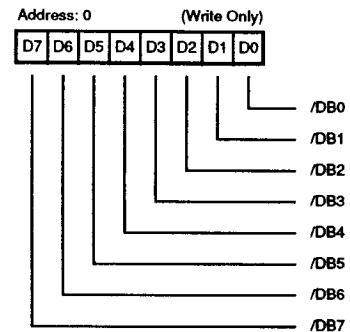 Address: 0 (Write Only)
D7 D6 D5 D4 D3 D2 D1 D0
/DB0
/DB1
/DB2
/DB3
/DB4
/DB5
/DB6
/DB7